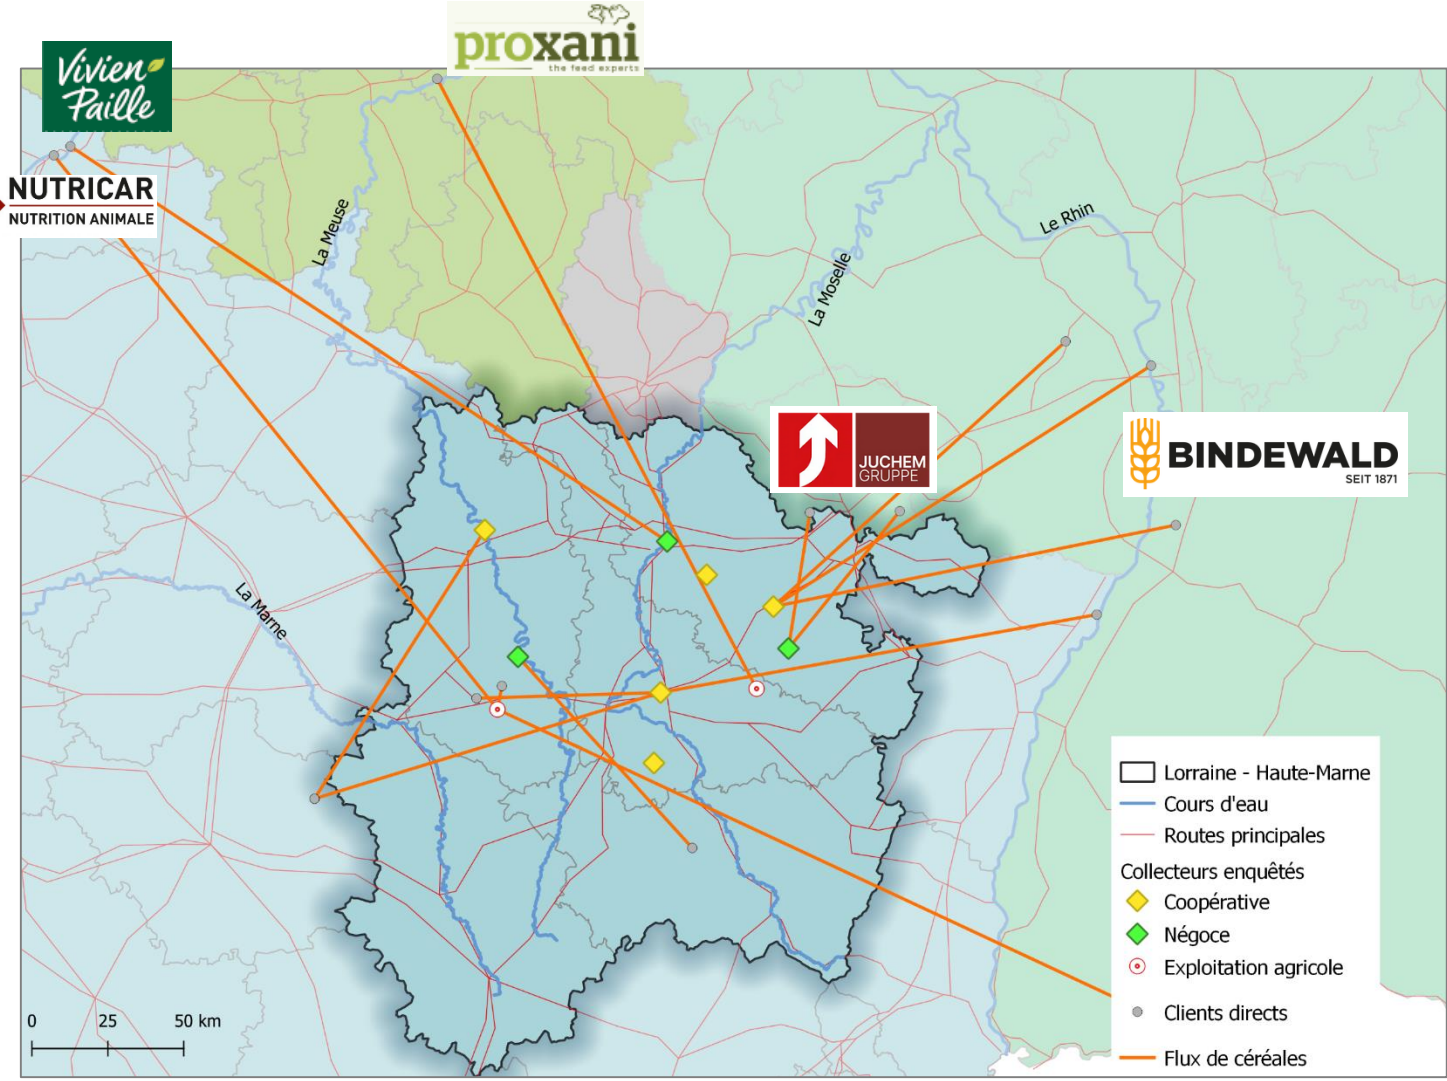 proxani
the feed experts
Vivien
Paille
NUTRICAR
NUTRITION ANIMALE
La Meuse
Le Rhin
La Moselle
JUCHEM
GRUPPE
BINDEWALD
SEIT 1871
La Marne
Lorraine - Haute-Marne
Cours d'eau
Routes principales
Collecteurs enquêtés
Coopérative
Négoce
Exploitation agricole
Clients directs
Flux de céréales
0 25 50 km